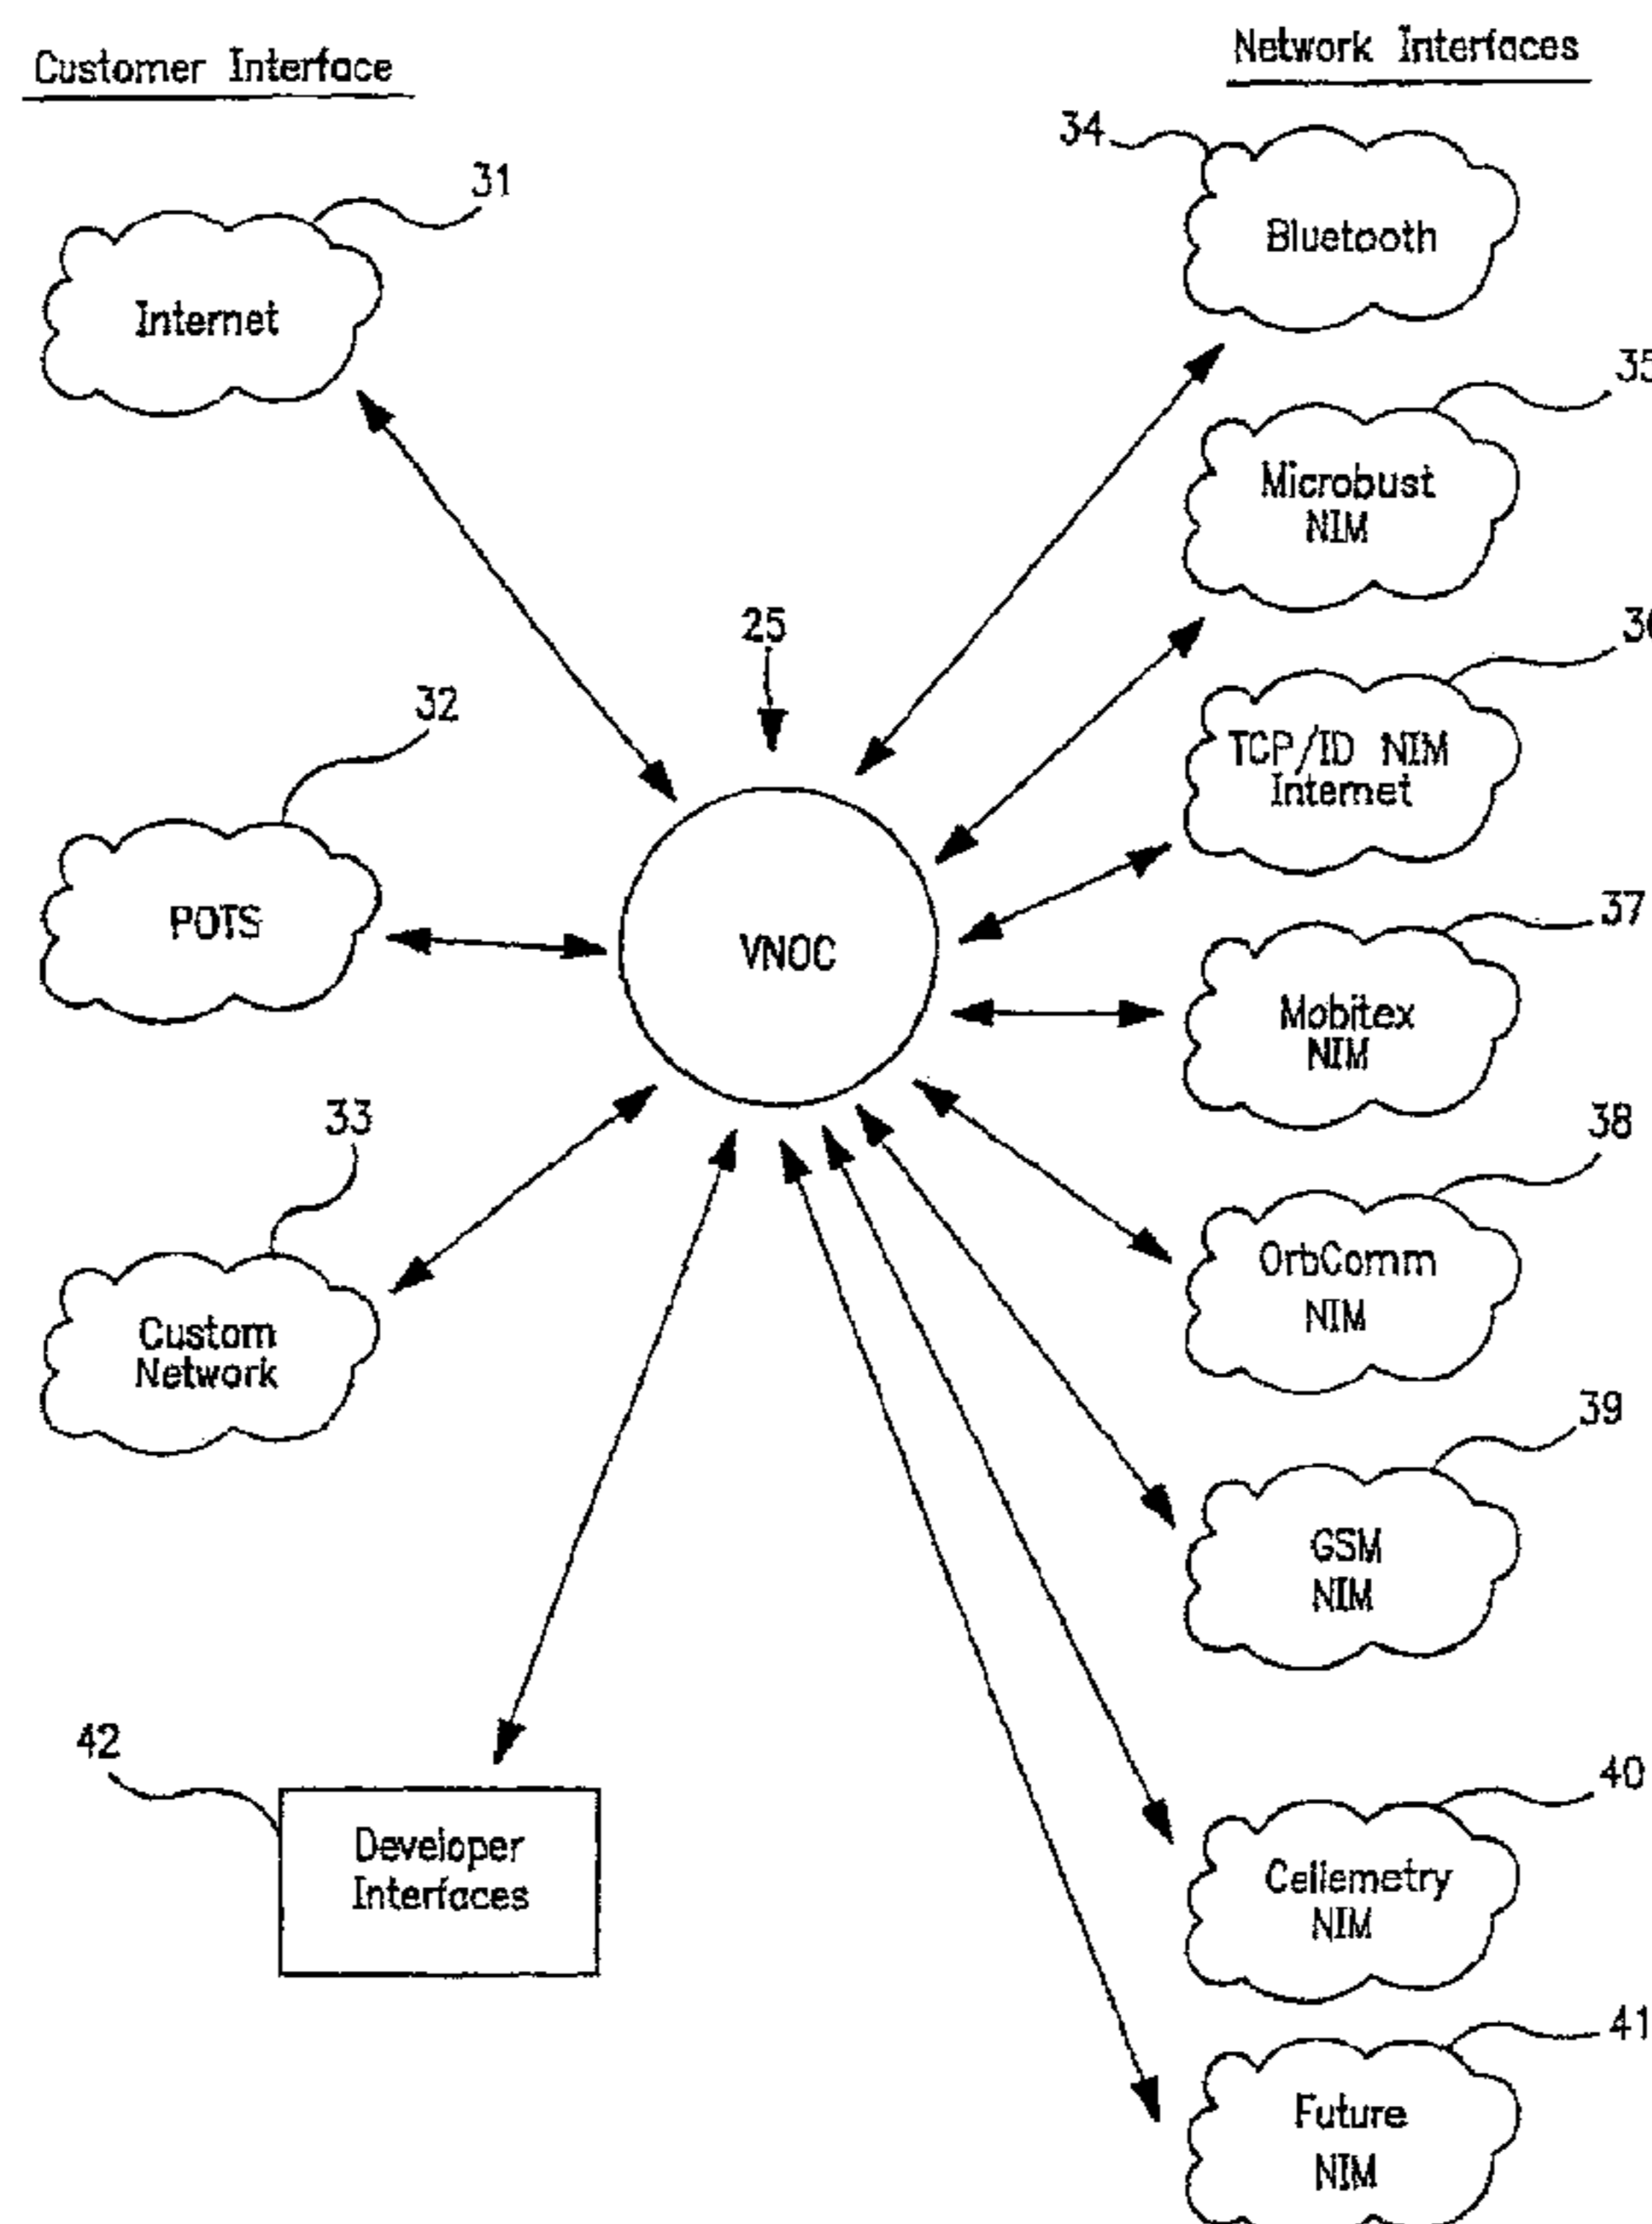 Customer Interface
Network Interfaces
31
Internet
32
POTS
33
Custom
Network
25
VNOC
42
Developer
Interfaces
34
Bluetooth
35
Microbust
NIM
TCP/ID NIM
Internet
37
Mobitex
NIM
38
OrbComm
NIM
39
GSM
NIM
40
Cellemetry
NIM
41
Future
NIM